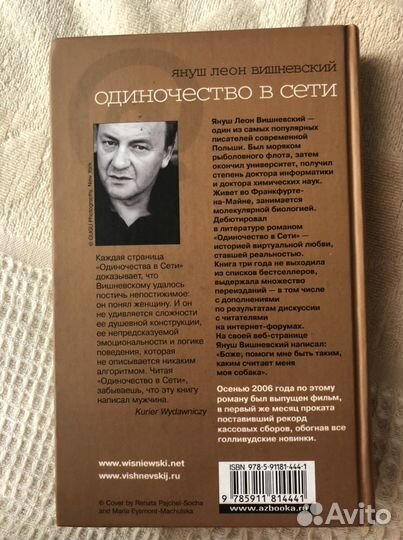 януш леон вишневский
одиночество в сети
© GUGU Photography, New York
Януш Леон Вишневский —
один из самых популярных
писателей современной
Польши. Был моряком
рыболовного флота, затем
окончил университет, получил
степень доктора информатики
и доктора химических наук.
Живет во Франкфурте-
на-Майне, занимается
молекулярной биологией.
Дебютировал
в литературе романом
«Одиночество в Сети» —
историей виртуальной любви,
ставшей реальностью.
Книга три года не выходила
из списков бестселлеров,
выдержала множество
переизданий — в том числе
с дополнениями
по результатам дискуссии
с читателями
на интернет-форумах.
На своей веб-странице
Януш Вишневский написал:
«Боже, помоги мне быть таким,
каким считает меня
моя собака».
Каждая страница
«Одиночества в Сети»
доказывает, что
Вишневскому удалось
постичь непостижимое:
он понял женщину. И он
не удивляется сложности
ее душевной конструкции,
ее непредсказуемой
эмоциональности и логике
поведения, которая
не описывается никаким
алгоритмом. Читая
«Одиночество в Сети»,
забываешь, что эту книгу
написал мужчина.
Kurier Wydawniczy
Осенью 2006 года по этому
роману был выпущен фильм,
в первый же месяц проката
поставивший рекорд
кассовых сборов, обогнав все
голливудские новинки.
www.wisniewski.net
www.vishnevskij.ru
© Cover by Renata Pajchel-Socha
and Maria Eysmont-Machulska
ISBN 978-5-91181-444-1
9 785911 814441
www.azbooka.ru
Avito